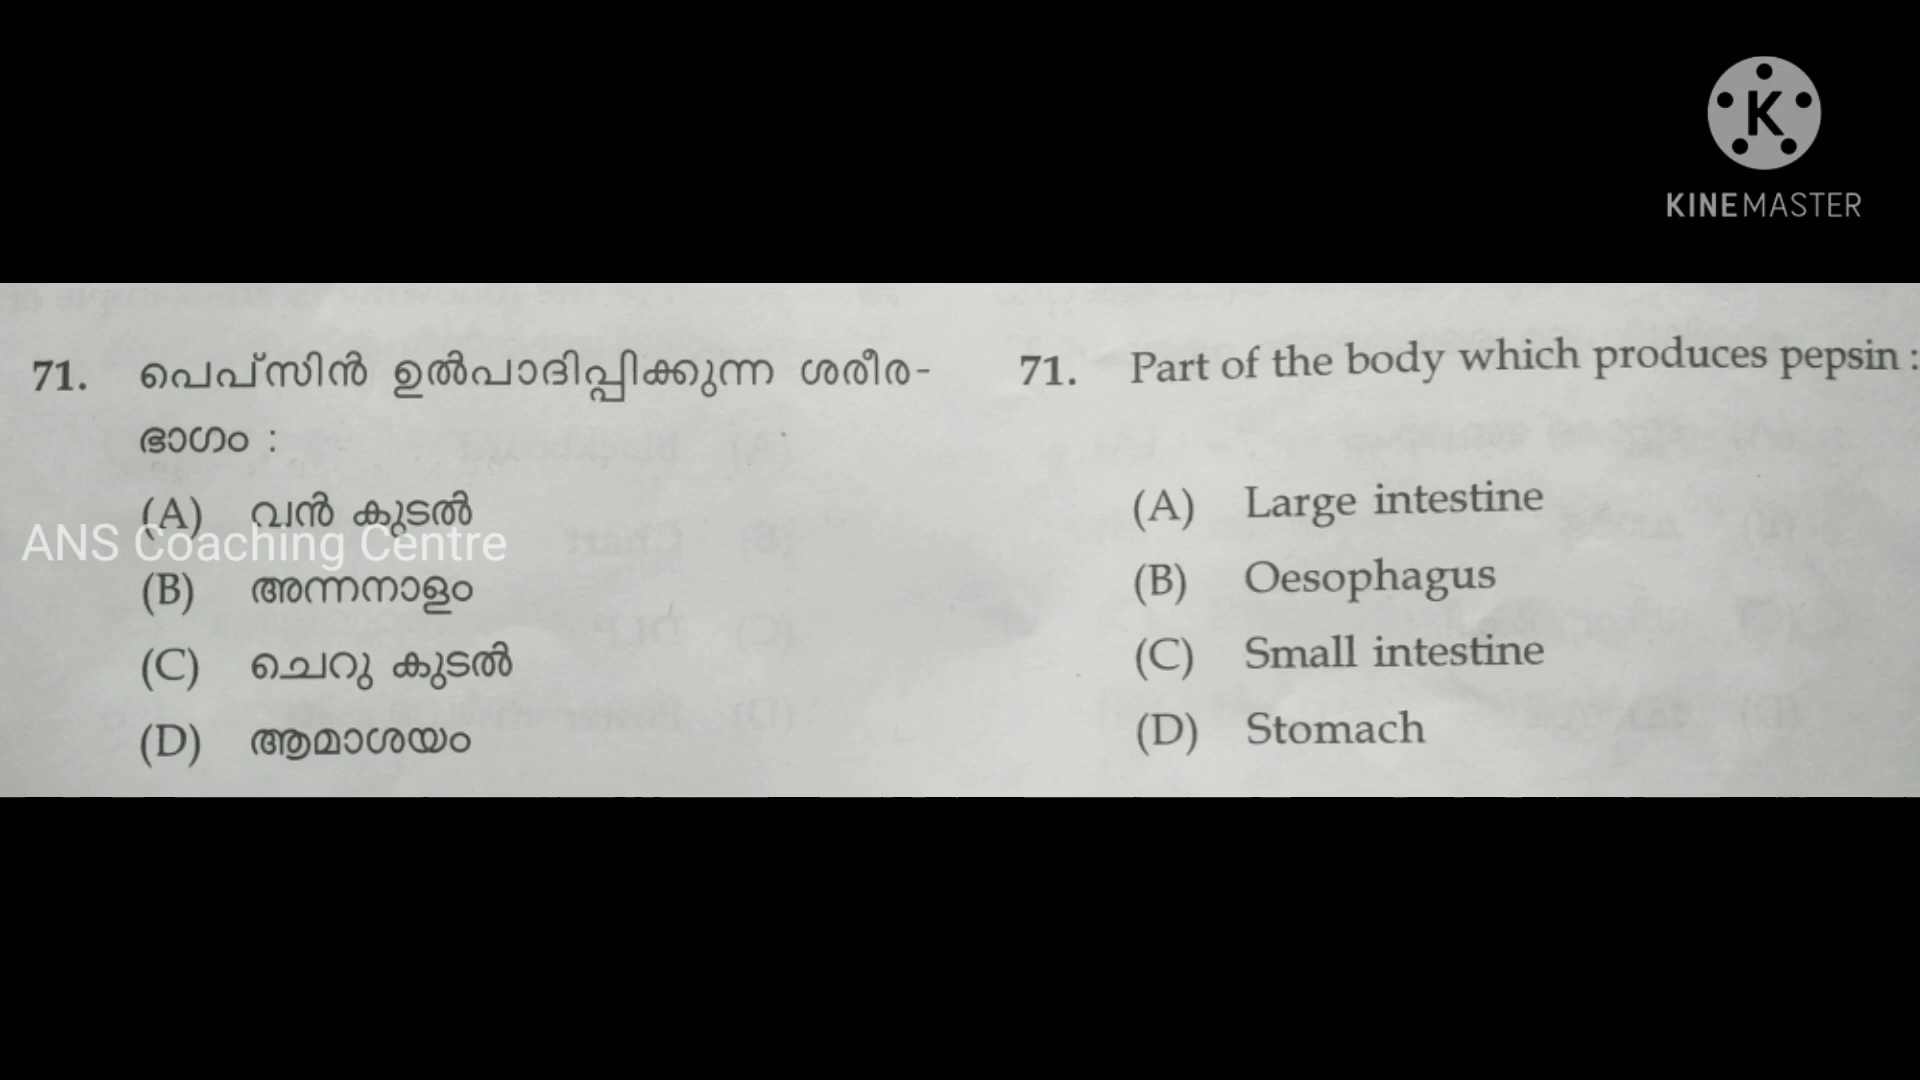 K
KINEMASTER
71. പെപ്സിൻ ഉൽപാദിപ്പിക്കുന്ന ശരീര-
ഭാഗം :
(A) വൻ കുടൽ
ANS Coaching Centre
(B) അന്നനാളം
(C) ചെറു കുടൽ
(D) ആമാശയം
71. Part of the body which produces pepsin :
(A) Large intestine
(B) Oesophagus
(C) Small intestine
(D) Stomach